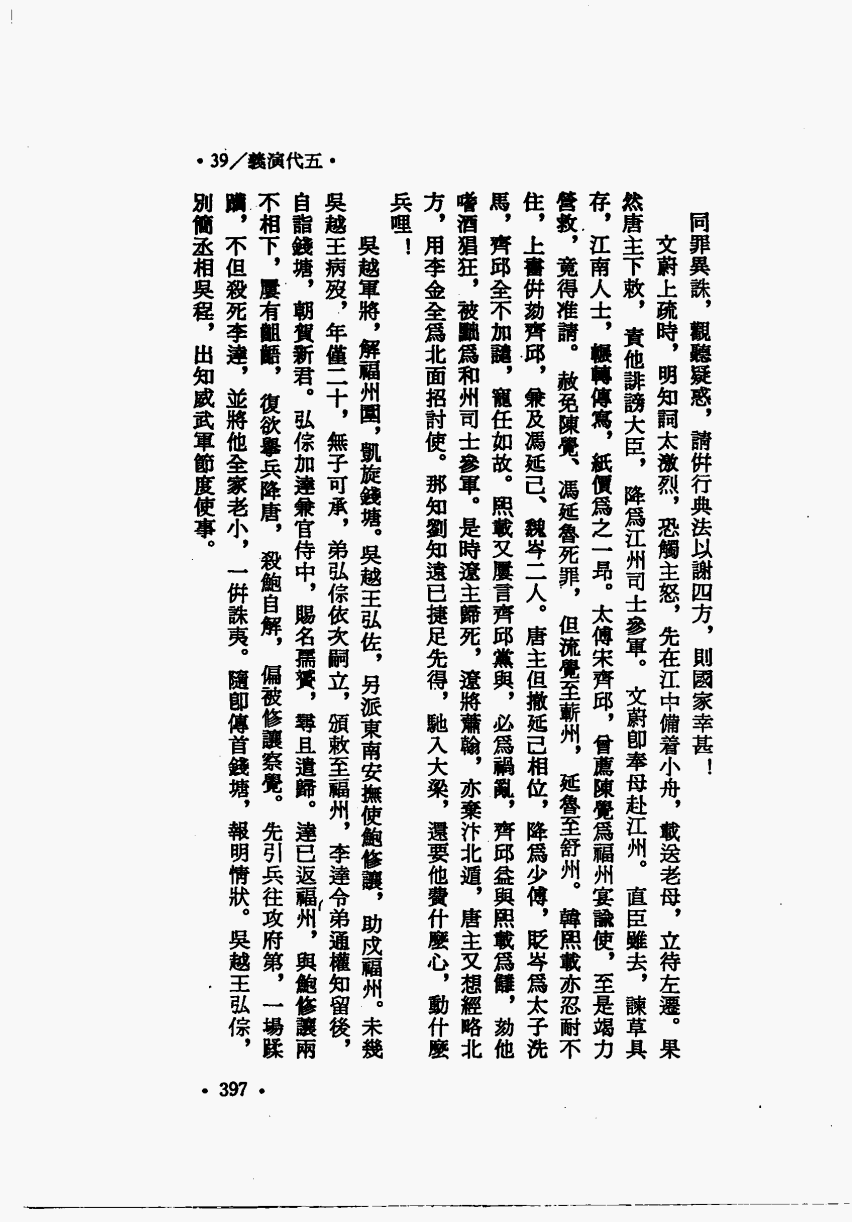 •39／義演代五•
同罪異誅，觀聽疑惑，請併行典法以謝四方，則國家幸甚！
文蔚上疏時，明知詞太激烈，恐觸主怒，先在江中備着小舟，載送老母，立待左遷。果
然唐主下敕，責他誹謗大臣，降爲江州司士參軍。文蔚卽奉母赴江州。直臣雖去，諫草具
存，江南人士，輾轉傳寫，紙價爲之一昂。太傅宋齊邱，曾薦陳覺爲福州宣諭使，至是竭力
營救，竟得准請。赦免陳覺、馮延魯死罪，但流覺至蘄州，延魯至舒州。韓熙載亦忍耐不
住，上書併劾齊邱，兼及馮延己、魏岑二人。唐主但撤延己相位，降爲少傅，貶岑爲太子洗
馬，齊邱全不加譴，寵任如故。熙載又屢言齊邱黨與，必爲禍亂，齊邱益與熙載爲讎，劾他
嗜酒猖狂，被黜爲和州司士參軍。是時遼主歸死，遼將蕭翰，亦棄汴北遁，唐主又想經略北
方，用李金全爲北面招討使。那知劉知遠已捷足先得，馳入大梁，還要他費什麼心，動什麼
兵哩！
吳越軍將，解福州圍，凱旋錢塘。吳越王弘佐，另派東南安撫使鮑修讓，助戍福州。未幾
吳越王病歿，年僅二十，無子可承，弟弘倧依次嗣立，頒敕至福州，李達令弟通權知留後，
自詣錢塘，朝賀新君。弘倧加達兼官侍中，賜名孺贇，尋且遣歸。達已返福州，與鮑修讓兩
不相下，屢有齟齬，復欲舉兵降唐，殺鮑自解，偏被修讓察覺。先引兵往攻府第，一場蹂
躪，不但殺死李達，並將他全家老小，一併誅夷。隨卽傳首錢塘，報明情狀。吳越王弘倧，
別簡丞相吳程，出知威武軍節度使事。
•397•